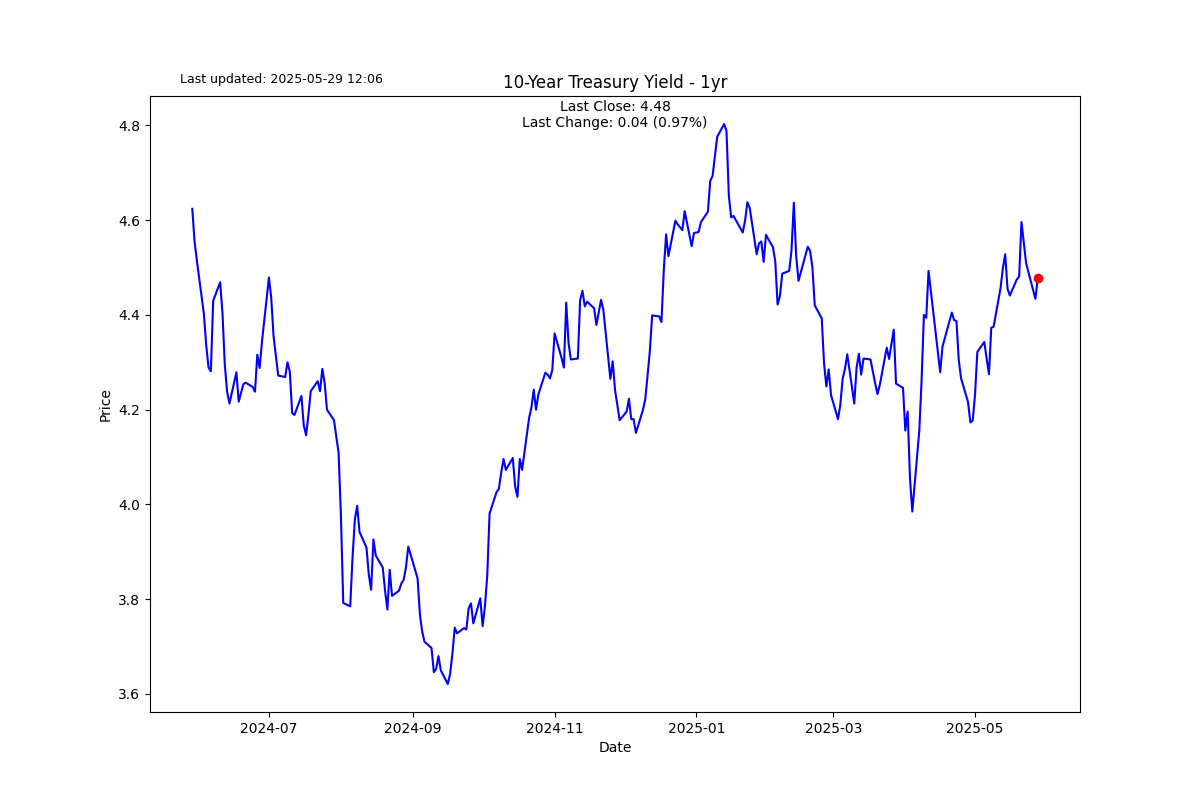 Last updated: 2025-05-29 12:06
10-Year Treasury Yield - 1yr
Last Close: 4.48
Last Change: 0.04 (0.97%)
Price
4.8
4.6
4.4
4.2
4.0
3.8
3.6
2024-07 2024-09 2024-11 2025-01 2025-03 2025-05
Date